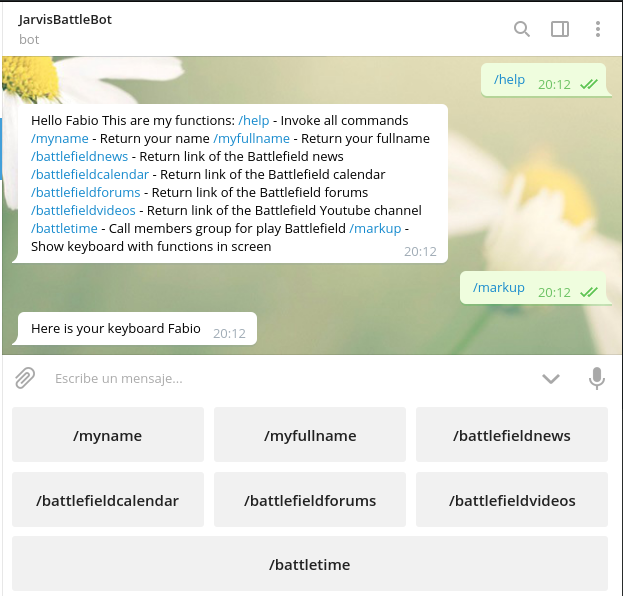 JarvisBattleBot
bot
/help 20:12
Hello Fabio This are my functions: /help - Invoke all commands
/myname - Return your name /myfullname - Return your fullname
/battlefieldnews - Return link of the Battlefield news
/battlefieldcalendar - Return link of the Battlefield calendar
/battlefieldforums - Return link of the Battlefield forums
/battlefieldvideos - Return link of the Battlefield Youtube channel
/battletime - Call members group for play Battlefield /markup -
Show keyboard with functions in screen 20:12
/markup 20:12
Here is your keyboard Fabio 20:12
Escribe un mensaje...
/myname /myfullname /battlefieldnews
/battlefieldcalendar /battlefieldforums /battlefieldvideos
/battletime